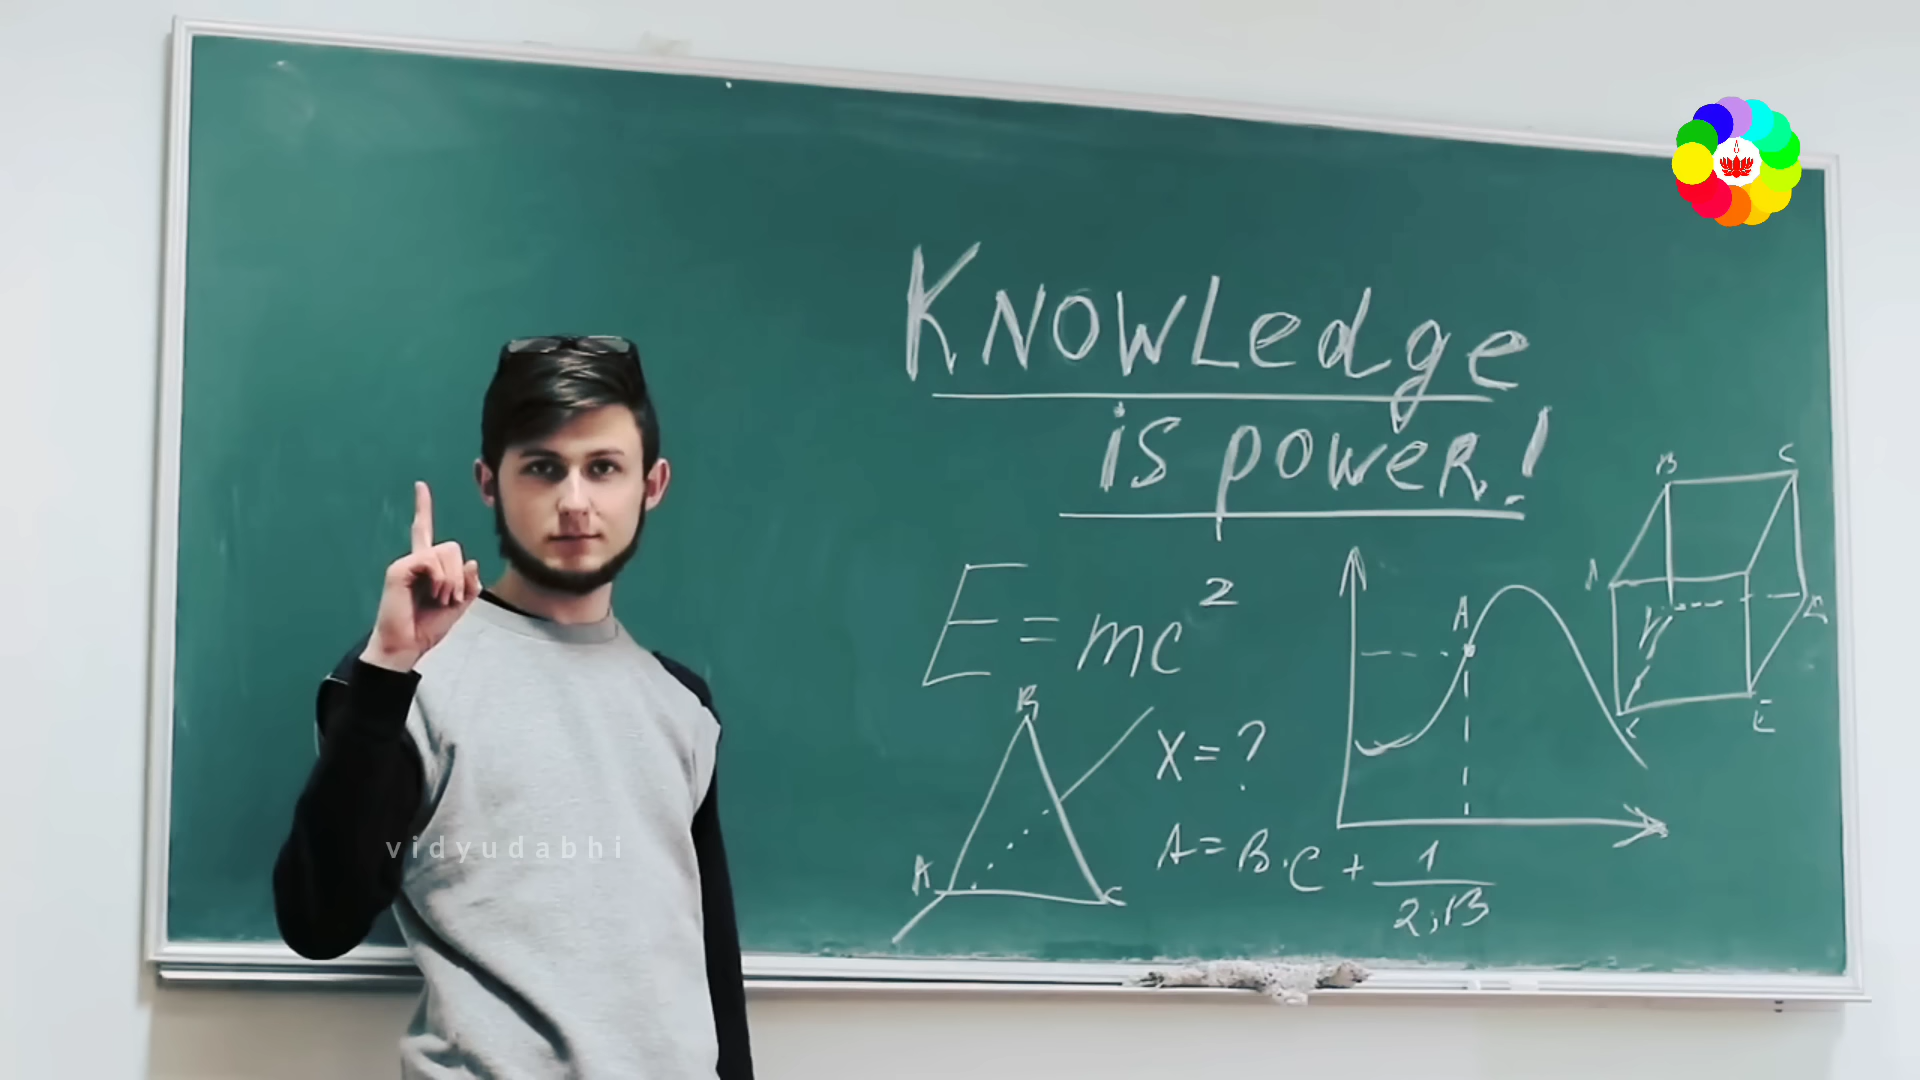 Knowledge
is power!
E = mc²
B
A
C
X = ?
A = B·C + 1/2;B
A
B
C
A
E
vidyudabhi